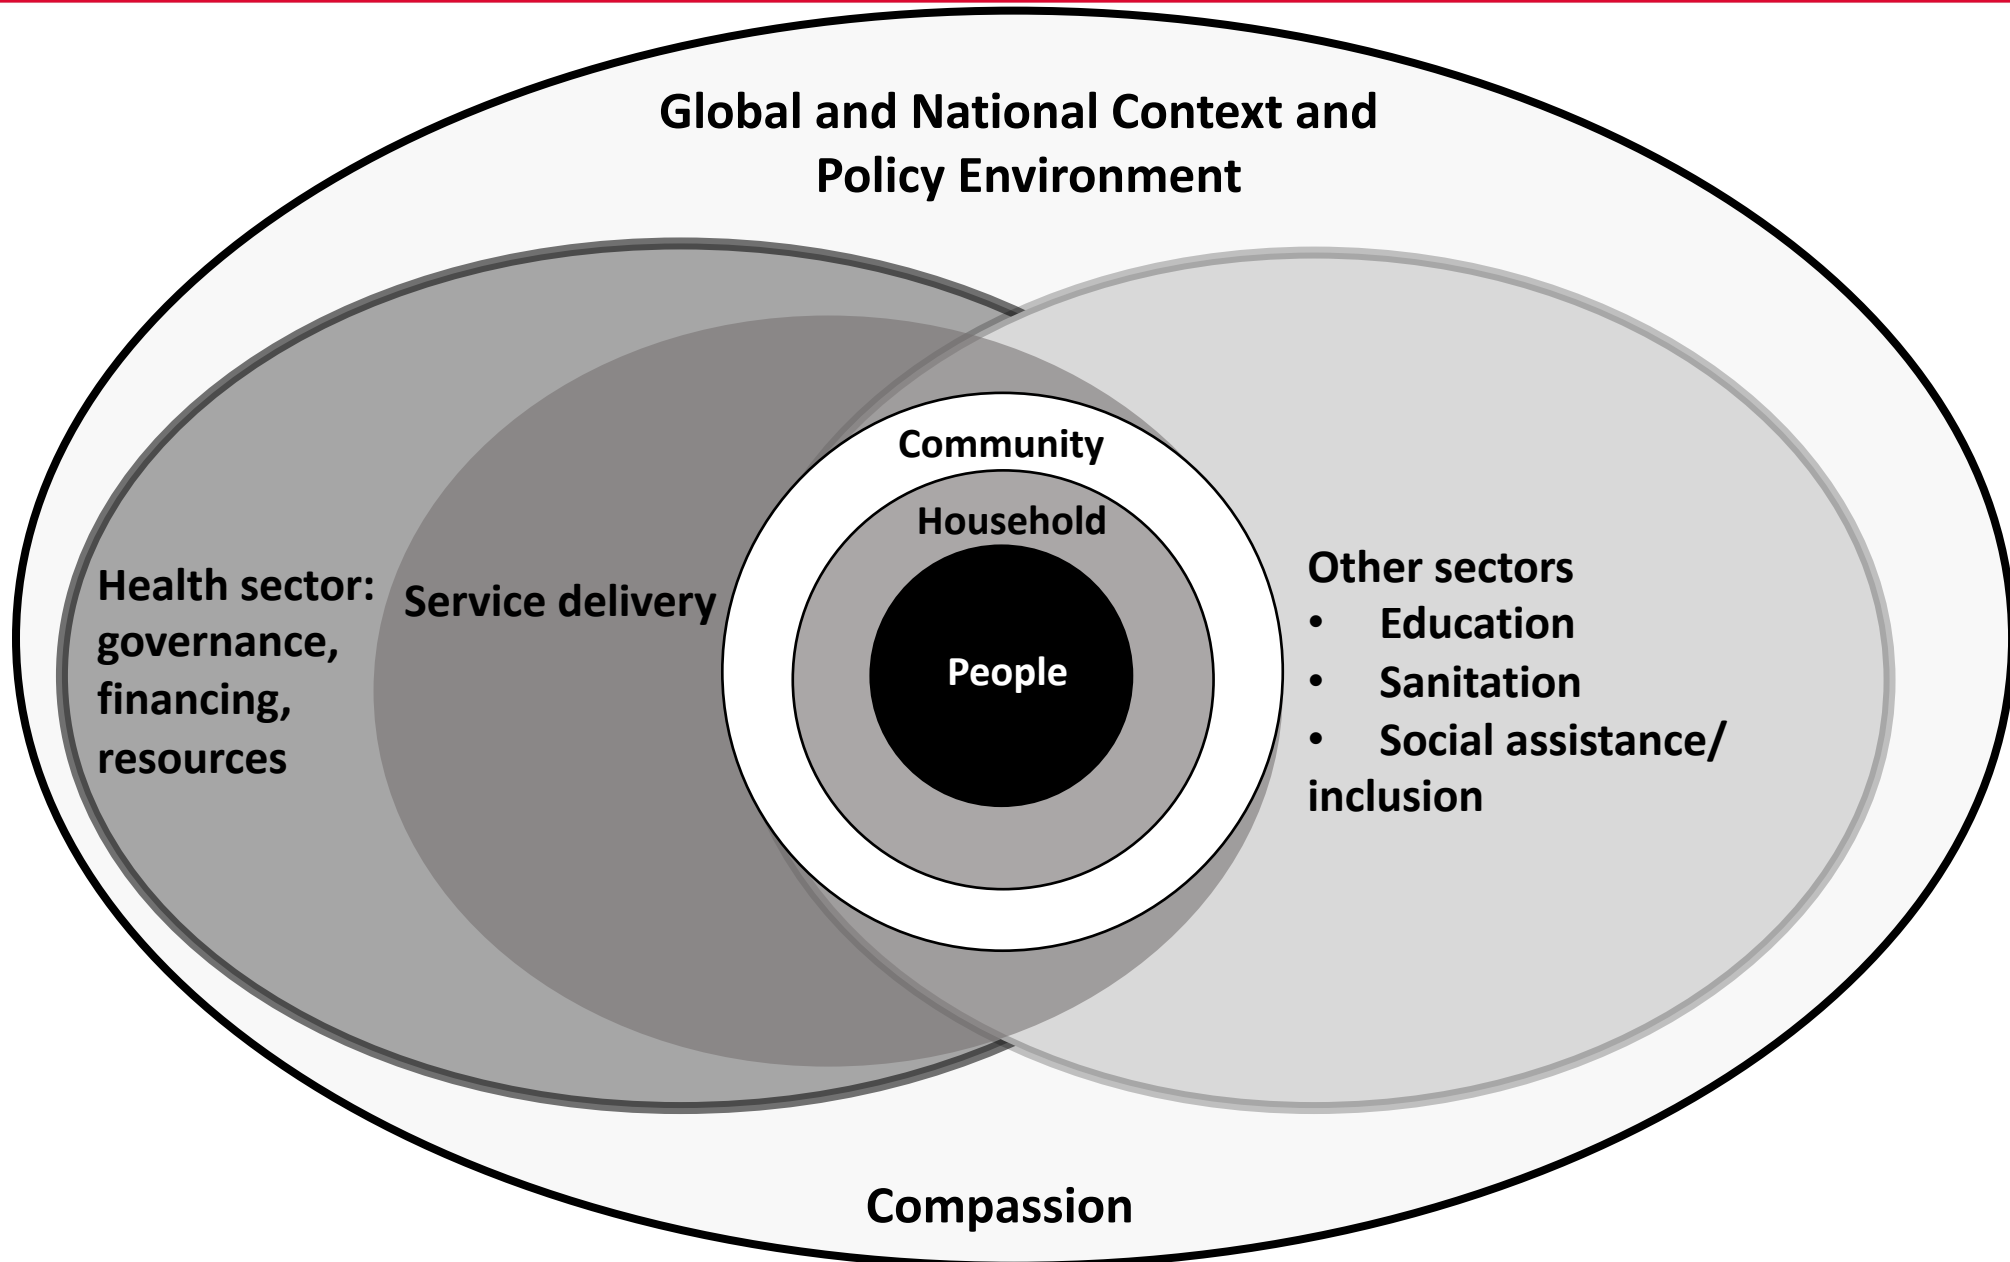 Global and National Context and
Policy Environment
Community
Household
People
Health sector:
governance,
financing,
resources
Service delivery
Other sectors
• Education
• Sanitation
• Social assistance/
inclusion
Compassion